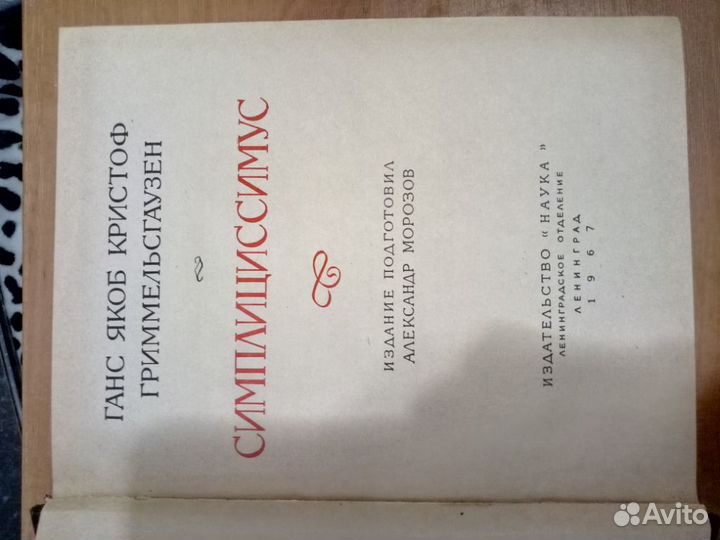 ГАНС ЯКОБ КРИСТОФ
ГРИММЕЛЬСГАУЗЕН
СИМПЛИЦИССИМУС
ИЗДАНИЕ ПОДГОТОВИЛ
АЛЕКСАНДР МОРОЗОВ
ИЗДАТЕЛЬСТВО «НАУКА»
ЛЕНИНГРАДСКОЕ ОТДЕЛЕНИЕ
ЛЕНИНГРАД
1967
Avito